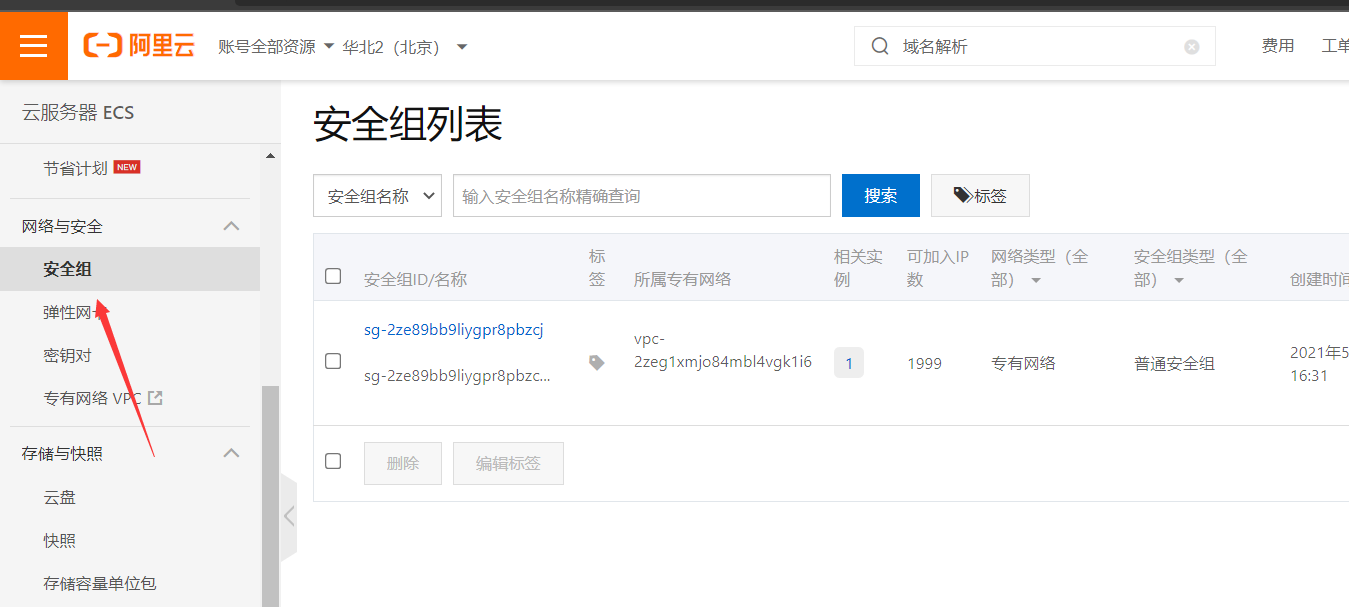 阿里云
账号全部资源
华北2（北京）
域名解析
费用
工单
云服务器 ECS
节省计划
NEW
网络与安全
安全组
弹性网卡
密钥对
专有网络 VPC
存储与快照
云盘
快照
存储容量单位包
安全组列表
安全组名称
输入安全组名称精确查询
搜索
标签
安全组ID/名称
标
签
所属专有网络
相关实
例
可加入IP
数
网络类型（全
部）
安全组类型（全
部）
创建时间
sg-2ze89bb9liygpr8pbzcj
sg-2ze89bb9liygpr8pbzc...
vpc-
2zeg1xmjo84mbl4vgk1i6
1
1999
专有网络
普通安全组
2021年5
16:31
删除
编辑标签